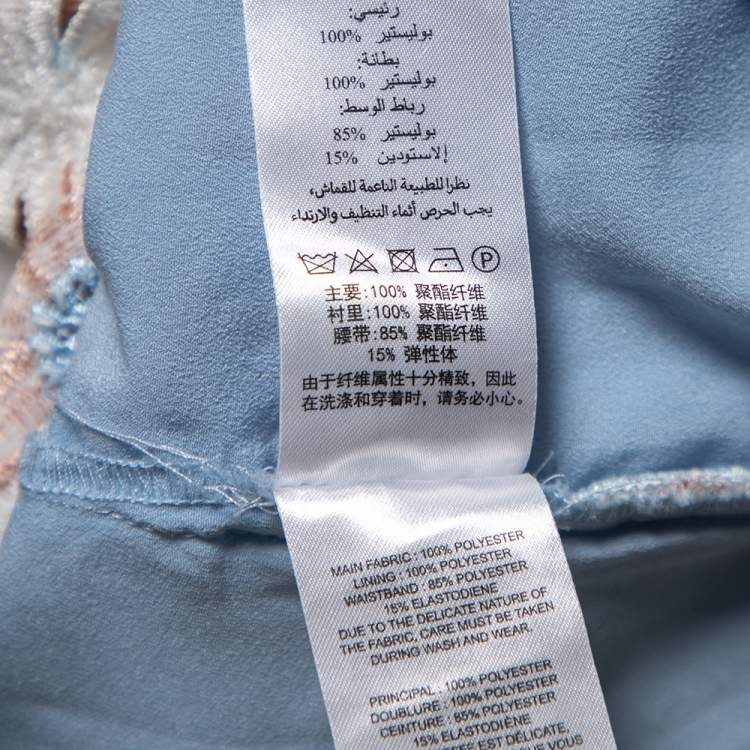 رئيسي:
بوليستير 100%
بطانة:
بوليستير 100%
رباط الوسط:
بوليستير 85%
إلاستودين 15%
نظرا للطبيعة الناعمة للقماش،
يجب الحرص أثماء التنظيف والارتداء
P
主要:100% 聚酯纤维
衬里:100% 聚酯纤维
腰带:85% 聚酯纤维
15% 弹性体
由于纤维属性十分精致，因此
在洗涤和穿着时，请务必小心。
MAIN FABRIC : 100% POLYESTER
LINING : 100% POLYESTER
WAISTBAND : 85% POLYESTER
15% ELASTODIENE
DUE TO THE DELICATE NATURE OF
THE FABRIC, CARE MUST BE TAKEN
DURING WASH AND WEAR.
PRINCIPAL : 100% POLYESTER
DOUBLURE : 100% POLYESTER
CEINTURE : 85% POLYESTER
15% ELASTODIÈNE
EST DÉLICATE,
VOUS